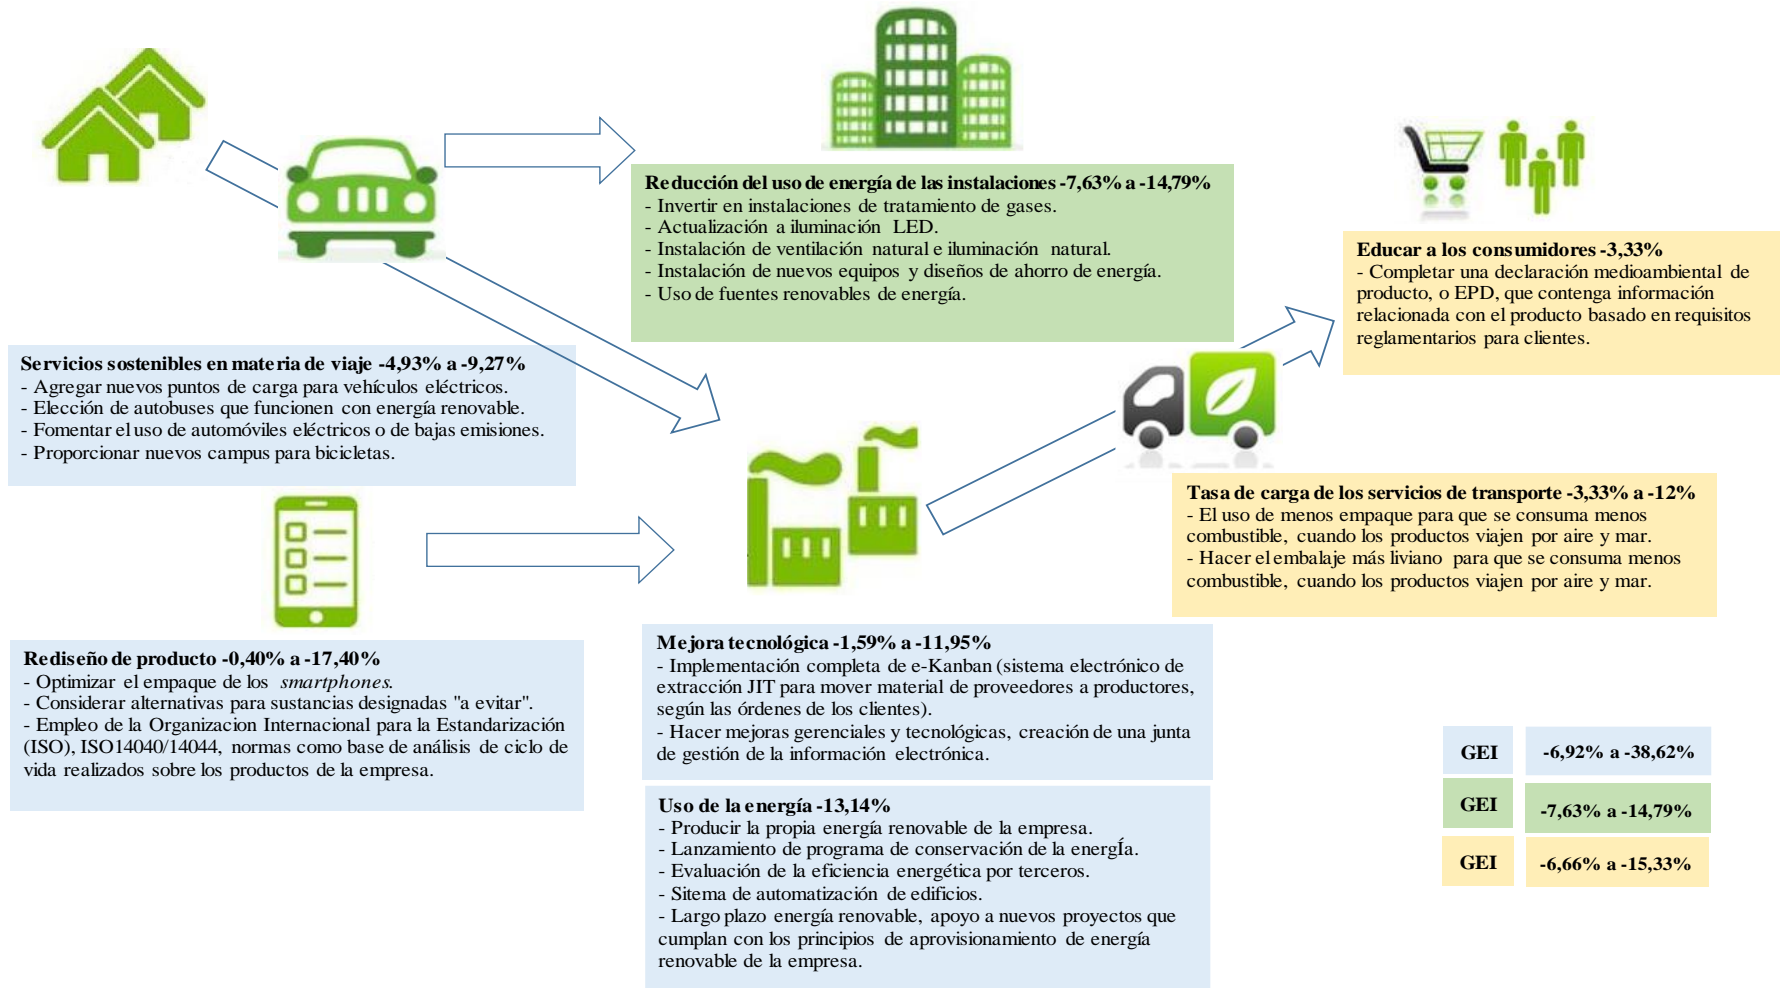 Reducción del uso de energía de las instalaciones -7,63% a -14,79%
- Invertir en instalaciones de tratamiento de gases.
- Actualización a iluminación LED.
- Instalación de ventilación natural e iluminación natural.
- Instalación de nuevos equipos y diseños de ahorro de energía.
- Uso de fuentes renovables de energía.
Educar a los consumidores -3,33%
- Completar una declaración medioambiental de
producto, o EPD, que contenga información
relacionada con el producto basado en requisitos
reglamentarios para clientes.
Servicios sostenibles en materia de viaje -4,93% a -9,27%
- Agregar nuevos puntos de carga para vehículos eléctricos.
- Elección de autobuses que funcionen con energía renovable.
- Fomentar el uso de automóviles eléctricos o de bajas emisiones.
- Proporcionar nuevos campus para bicicletas.
Tasa de carga de los servicios de transporte -3,33% a -12%
- El uso de menos empaque para que se consuma menos
combustible, cuando los productos viajen por aire y mar.
- Hacer el embalaje más liviano para que se consuma menos
combustible, cuando los productos viajen por aire y mar.
Rediseño de producto -0,40% a -17,40%
- Optimizar el empaque de los smartphones.
- Considerar alternativas para sustancias designadas "a evitar".
- Empleo de la Organizacion Internacional para la Estandarización
(ISO), ISO14040/14044, normas como base de análisis de ciclo de
vida realizados sobre los productos de la empresa.
Mejora tecnológica -1,59% a -11,95%
- Implementación completa de e-Kanban (sistema electrónico de
extracción JIT para mover material de proveedores a productores,
según las órdenes de los clientes).
- Hacer mejoras gerenciales y tecnológicas, creación de una junta
de gestión de la información electrónica.
Uso de la energía -13,14%
- Producir la propia energía renovable de la empresa.
- Lanzamiento de programa de conservación de la energÍa.
- Evaluación de la eficiencia energética por terceros.
- Sitema de automatización de edificios.
- Largo plazo energía renovable, apoyo a nuevos proyectos que
cumplan con los principios de aprovisionamiento de energía
renovable de la empresa.
GEI -6,92% a -38,62%
GEI -7,63% a -14,79%
GEI -6,66% a -15,33%